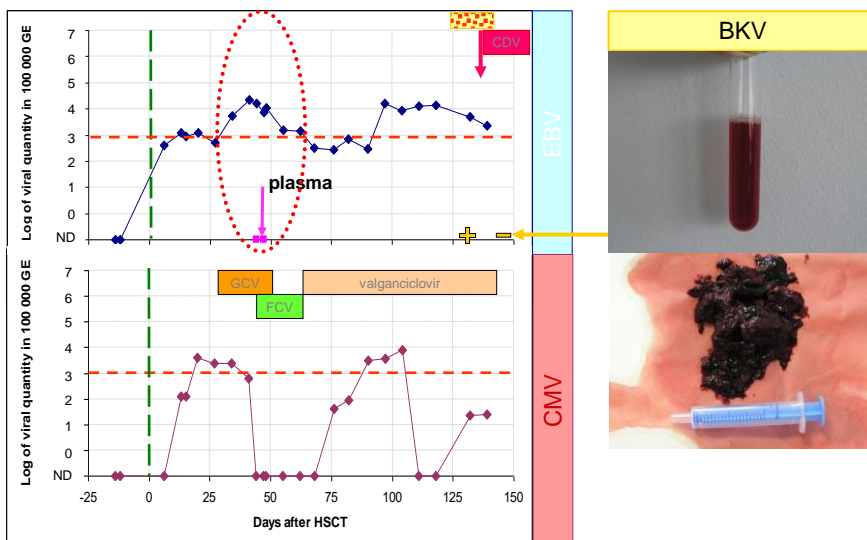 Log of viral quantity in 100 000 GE
7
6
5
4
3
2
1
0
ND
plasma
CDV
EBV
BKV
Log of viral quantity in 100 000 GE
7
6
5
4
3
2
1
0
ND
GCV
FCV
valganciclovir
CMV
-25
0
25
50
75
100
125
150
Days after HSCT